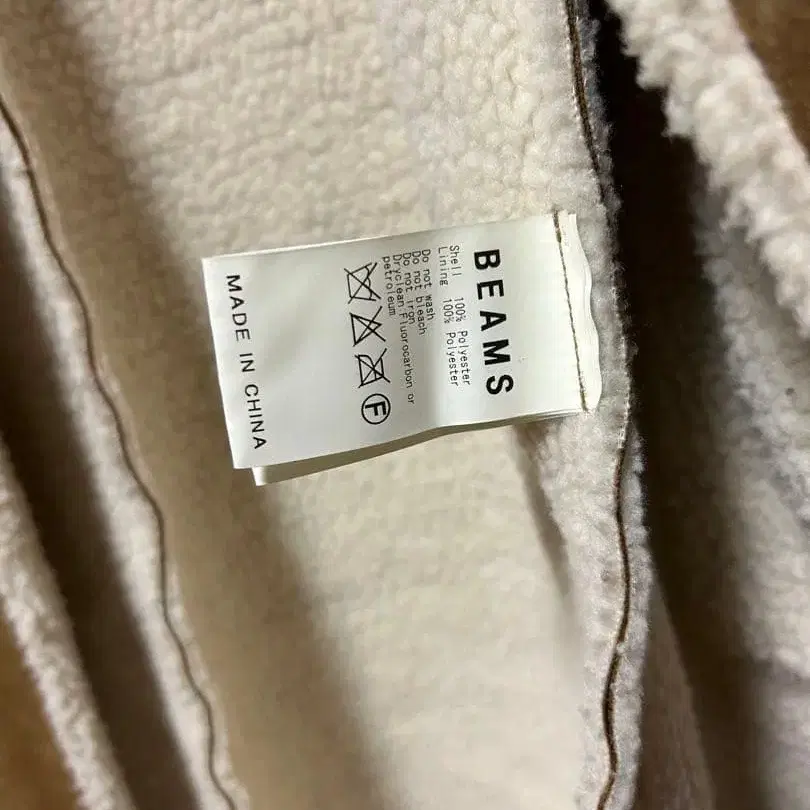 BEAMS
Shell 100% Polyester
Lining 100% Polyester
Do not wash
Do not bleach
Do not iron
Dryclean:Fluorocarbon or
petroleum
F
MADE IN CHINA